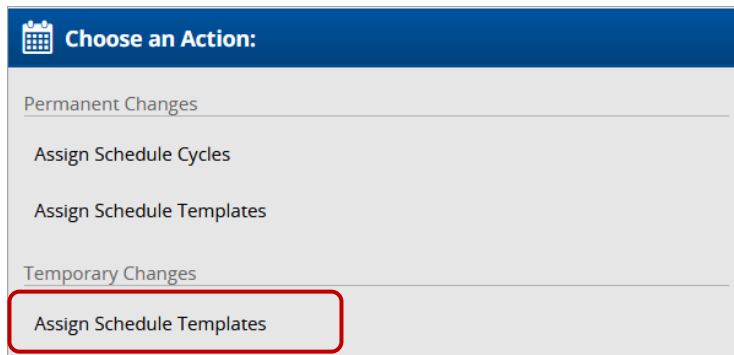 Choose an Action:
Permanent Changes
Assign Schedule Cycles
Assign Schedule Templates
Temporary Changes
Assign Schedule Templates